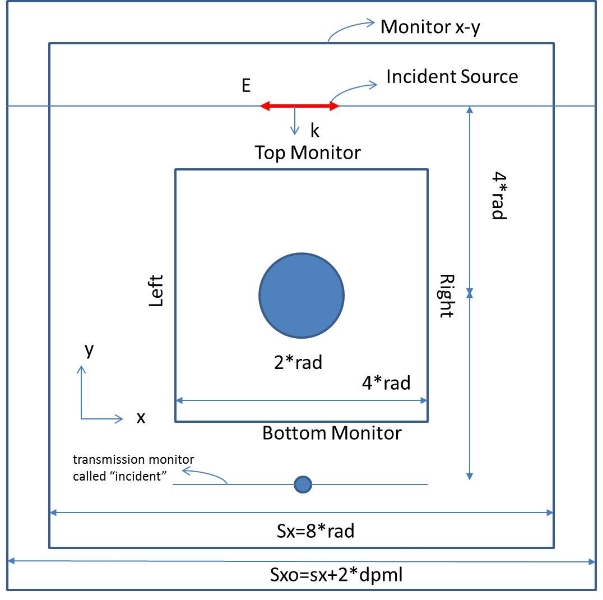 Monitor x-y
Incident Source
E
k
Top Monitor
4*rad
Left
Right
2*rad
4*rad
y
x
Bottom Monitor
transmission monitor
called “incident”
Sx=8*rad
Sxo=sx+2*dpml